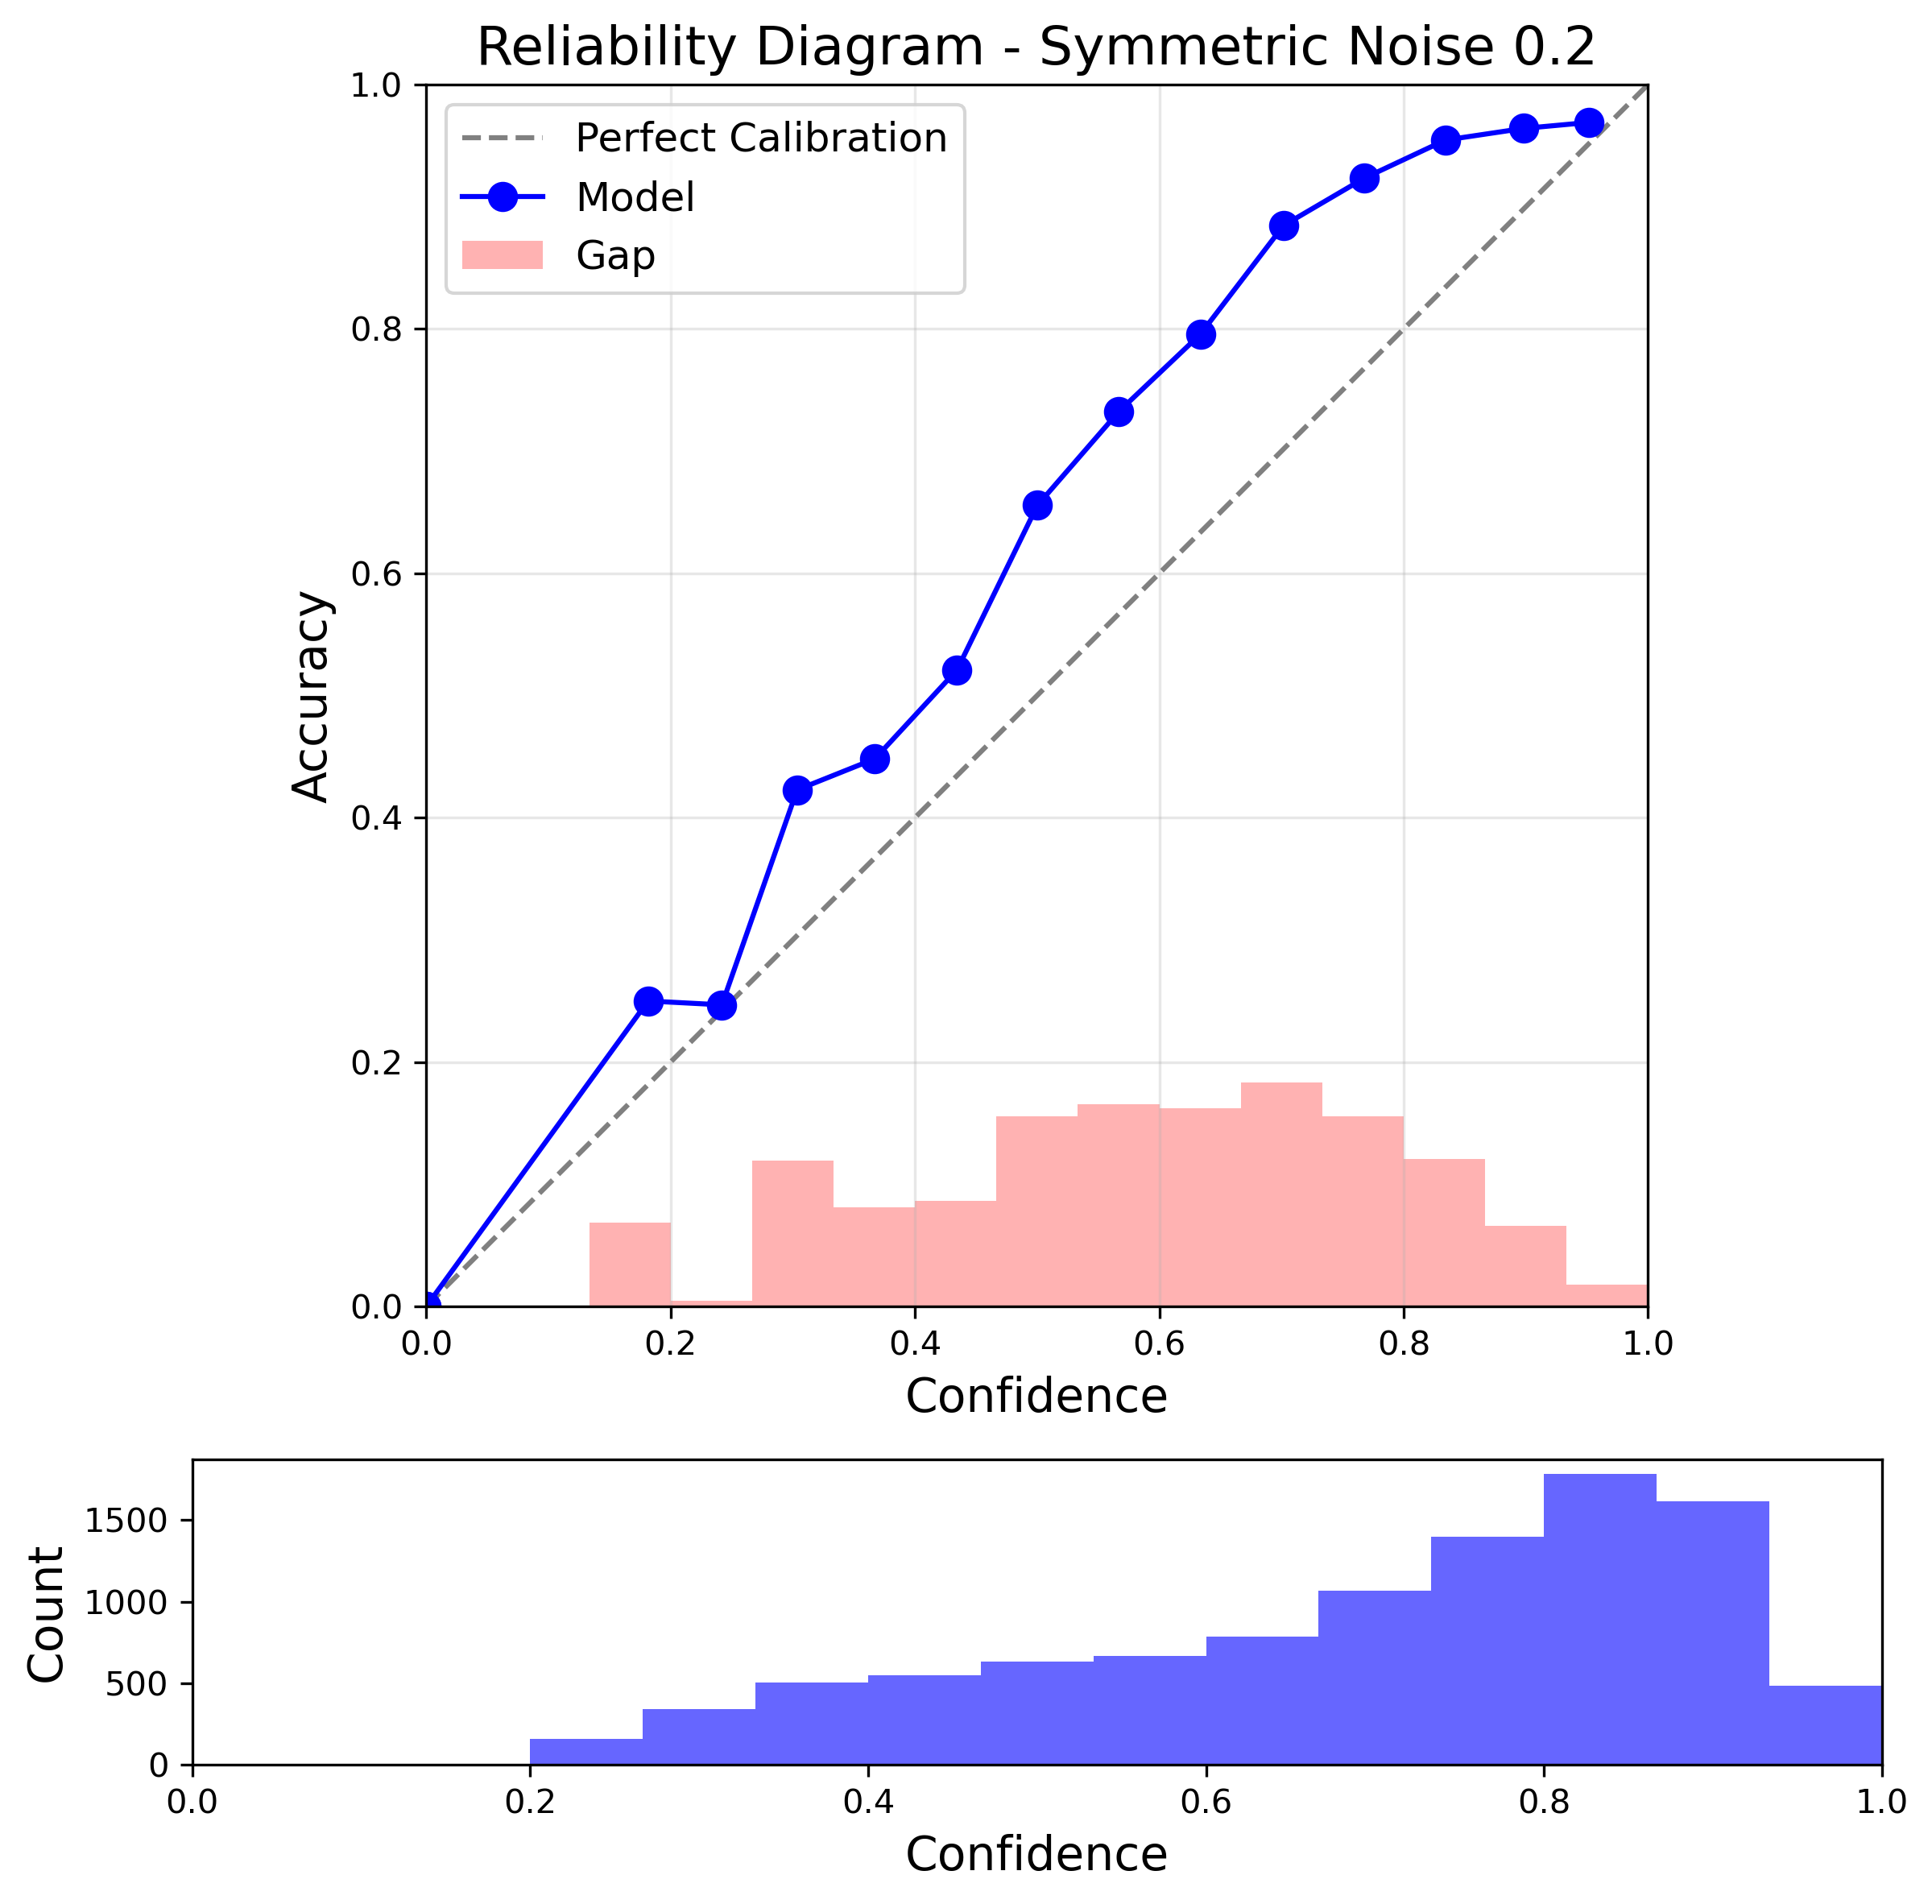 Reliability Diagram - Symmetric Noise 0.2
1.0
Perfect Calibration
Model
Gap
0.8
0.6
Accuracy
0.4
0.2
0.0
0.0 0.2 0.4 0.6 0.8 1.0
Confidence
1500
Count
1000
500
0
0.0 0.2 0.4 0.6 0.8 1.0
Confidence